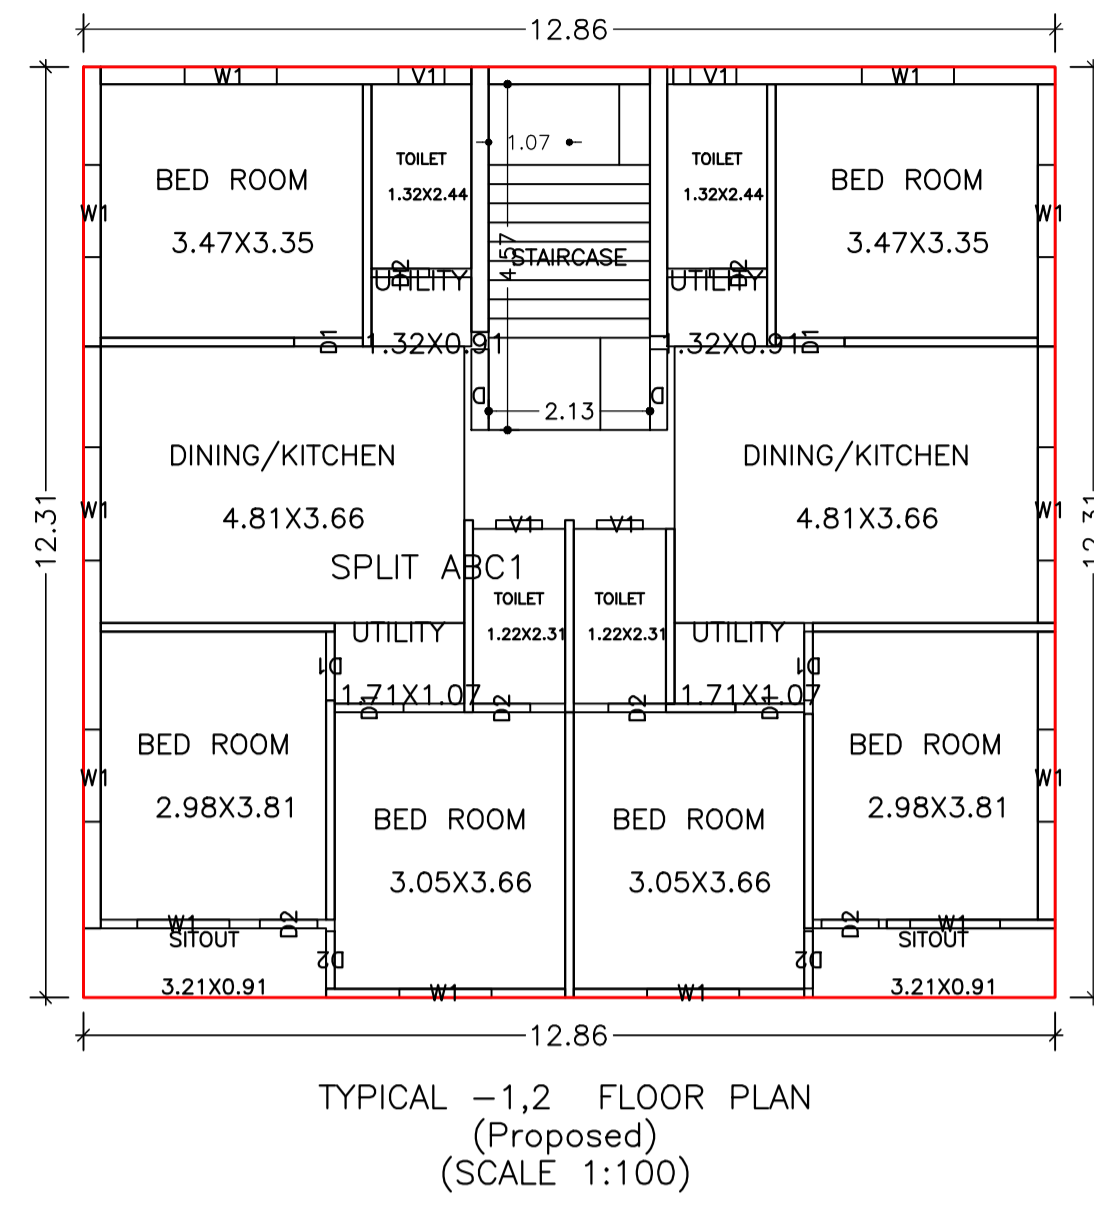 12.86
W1 V1 V1 W1
1.07
TOILET TOILET
BED ROOM 1.32X2.44 1.32X2.44 BED ROOM
W1 W1
3.47X3.35 4.57 STAIRCASE 3.47X3.35
D2 D2
UTILITY UTILITY
D1 1.32X0.91 D 1.32X0.91 D1
D D
2.13
DINING/KITCHEN DINING/KITCHEN
W1 W1
4.81X3.66 4.81X3.66
12.31 12.31
V1 V1
SPLIT ABC1
TOILET TOILET
UTILITY 1.22X2.31 1.22X2.31 UTILITY
D1 D1
1.71X1.07 1.71X1.07
D1 D2 D2 D1
BED ROOM BED ROOM
W1 W1
2.98X3.81 2.98X3.81
BED ROOM BED ROOM
3.05X3.66 3.05X3.66
W1 D2 D2 W1
SITOUT SITOUT
D2 D2
3.21X0.91 3.21X0.91
W1 W1
12.86
TYPICAL -1,2 FLOOR PLAN
(Proposed)
(SCALE 1:100)